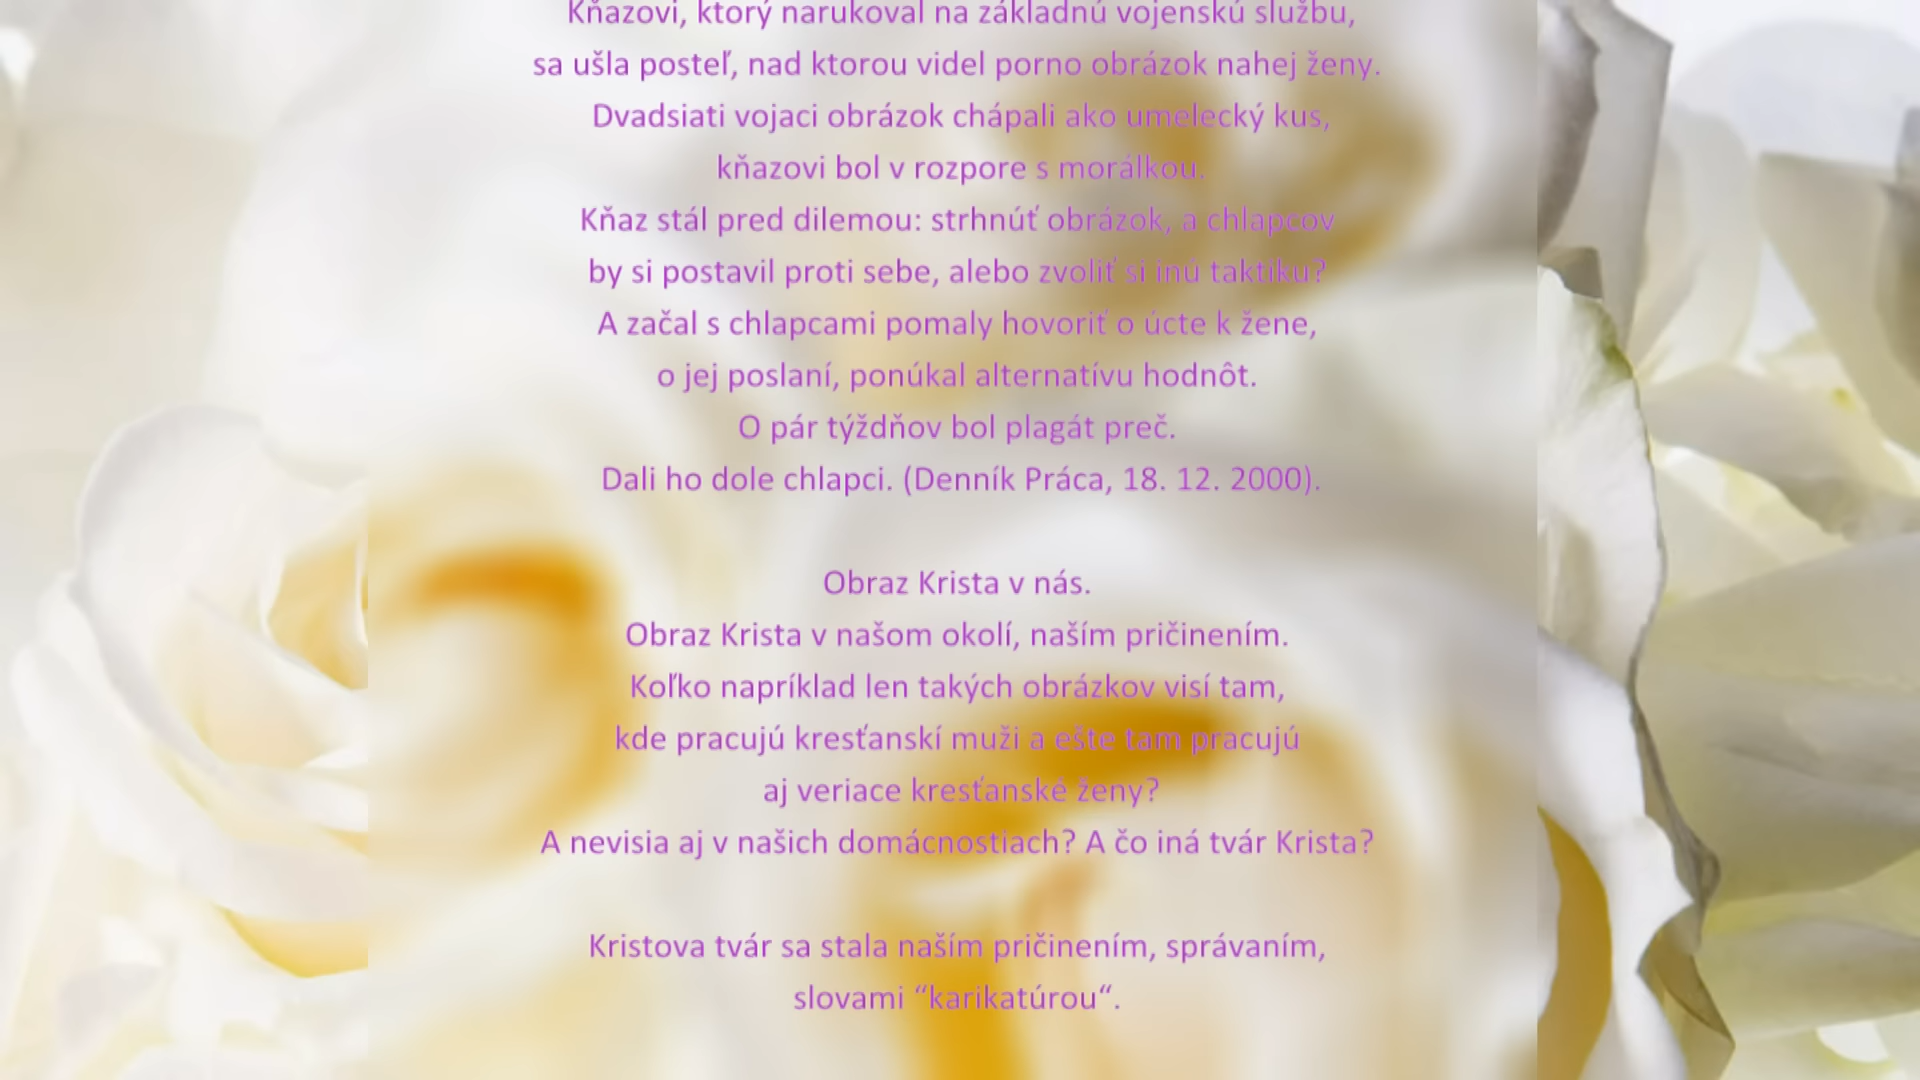 Kňazovi, ktorý narukoval na základnú vojenskú službu,
sa ušla posteľ, nad ktorou videl porno obrázok nahej ženy.
Dvadsiati vojaci obrázok chápali ako umelecký kus,
kňazovi bol v rozpore s morálkou.
Kňaz stál pred dilemou: strhnúť obrázok, a chlapcov
by si postavil proti sebe, alebo zvoliť si inú taktiku?
A začal s chlapcami pomaly hovoriť o úcte k žene,
o jej poslaní, ponúkal alternatívu hodnôt.
O pár týždňov bol plagát preč.
Dali ho dole chlapci. (Denník Práca, 18. 12. 2000).
Obraz Krista v nás.
Obraz Krista v našom okolí, naším pričinením.
Koľko napríklad len takých obrázkov visí tam,
kde pracujú kresťanskí muži a ešte tam pracujú
aj veriace kresťanské ženy?
A nevisia aj v našich domácnostiach? A čo iná tvár Krista?
Kristova tvár sa stala naším pričinením, správaním,
slovami “karikatúrou“.